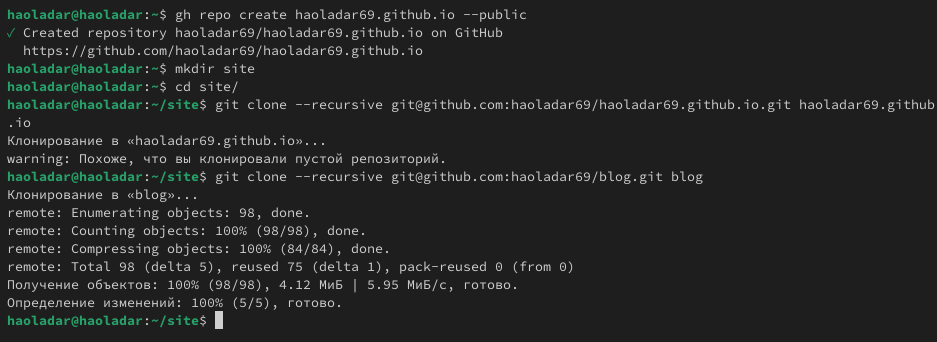 haoladar@haoladar:~$ gh repo create haoladar69.github.io --public
✓ Created repository haoladar69/haoladar69.github.io on GitHub
  https://github.com/haoladar69/haoladar69.github.io
haoladar@haoladar:~$ mkdir site
haoladar@haoladar:~$ cd site/
haoladar@haoladar:~/site$ git clone --recursive git@github.com:haoladar69/haoladar69.github.io.git haoladar69.github
.io
Клонирование в «haoladar69.github.io»...
warning: Похоже, что вы клонировали пустой репозиторий.
haoladar@haoladar:~/site$ git clone --recursive git@github.com:haoladar69/blog.git blog
Клонирование в «blog»...
remote: Enumerating objects: 98, done.
remote: Counting objects: 100% (98/98), done.
remote: Compressing objects: 100% (84/84), done.
remote: Total 98 (delta 5), reused 75 (delta 1), pack-reused 0 (from 0)
Получение объектов: 100% (98/98), 4.12 МиБ | 5.95 МиБ/с, готово.
Определение изменений: 100% (5/5), готово.
haoladar@haoladar:~/site$